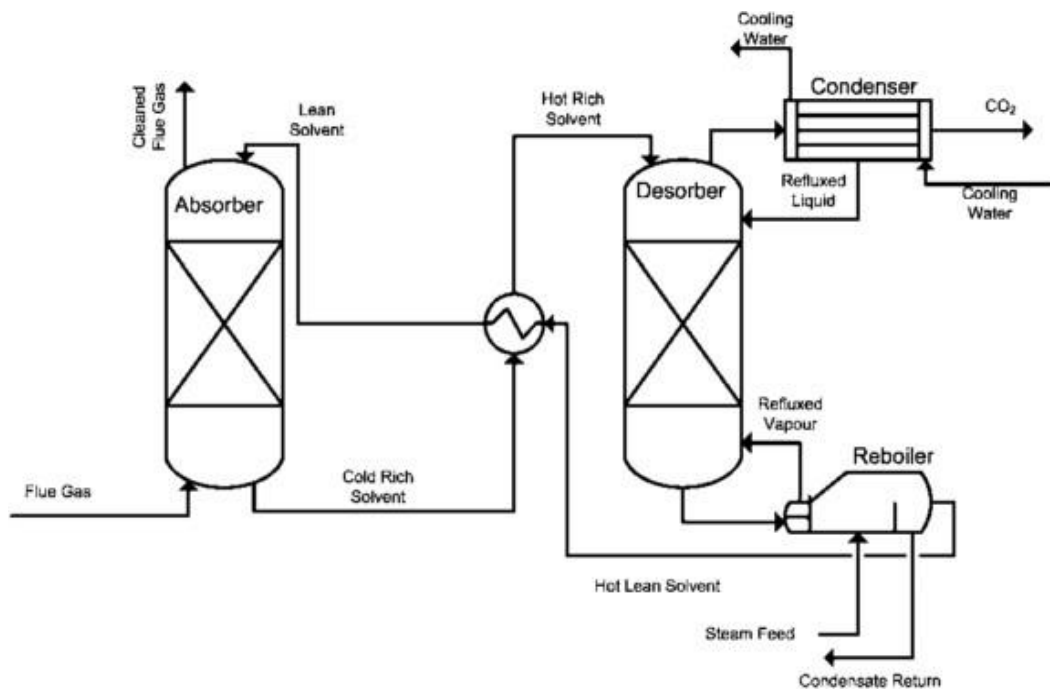 Cooling
Water
Condenser
CO₂
Cleaned
Flue Gas
Lean
Solvent
Hot Rich
Solvent
Absorber
Desorber
Refluxed
Liquid
Cooling
Water
Refluxed
Vapour
Reboiler
Flue Gas
Cold Rich
Solvent
Hot Lean Solvent
Steam Feed
Condensate Return